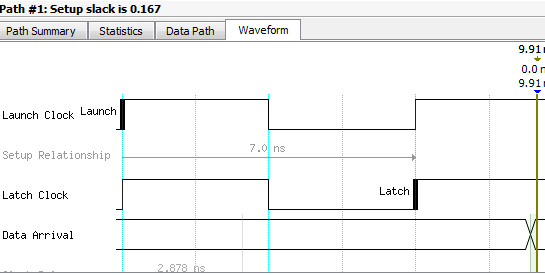 Path #1: Setup slack is 0.167
Path Summary Statistics Data Path Waveform
9.91
0.0
9.91
Launch Clock Launch
Setup Relationship
7.0 ns
Latch Clock
Latch
Data Arrival
2.878 ns